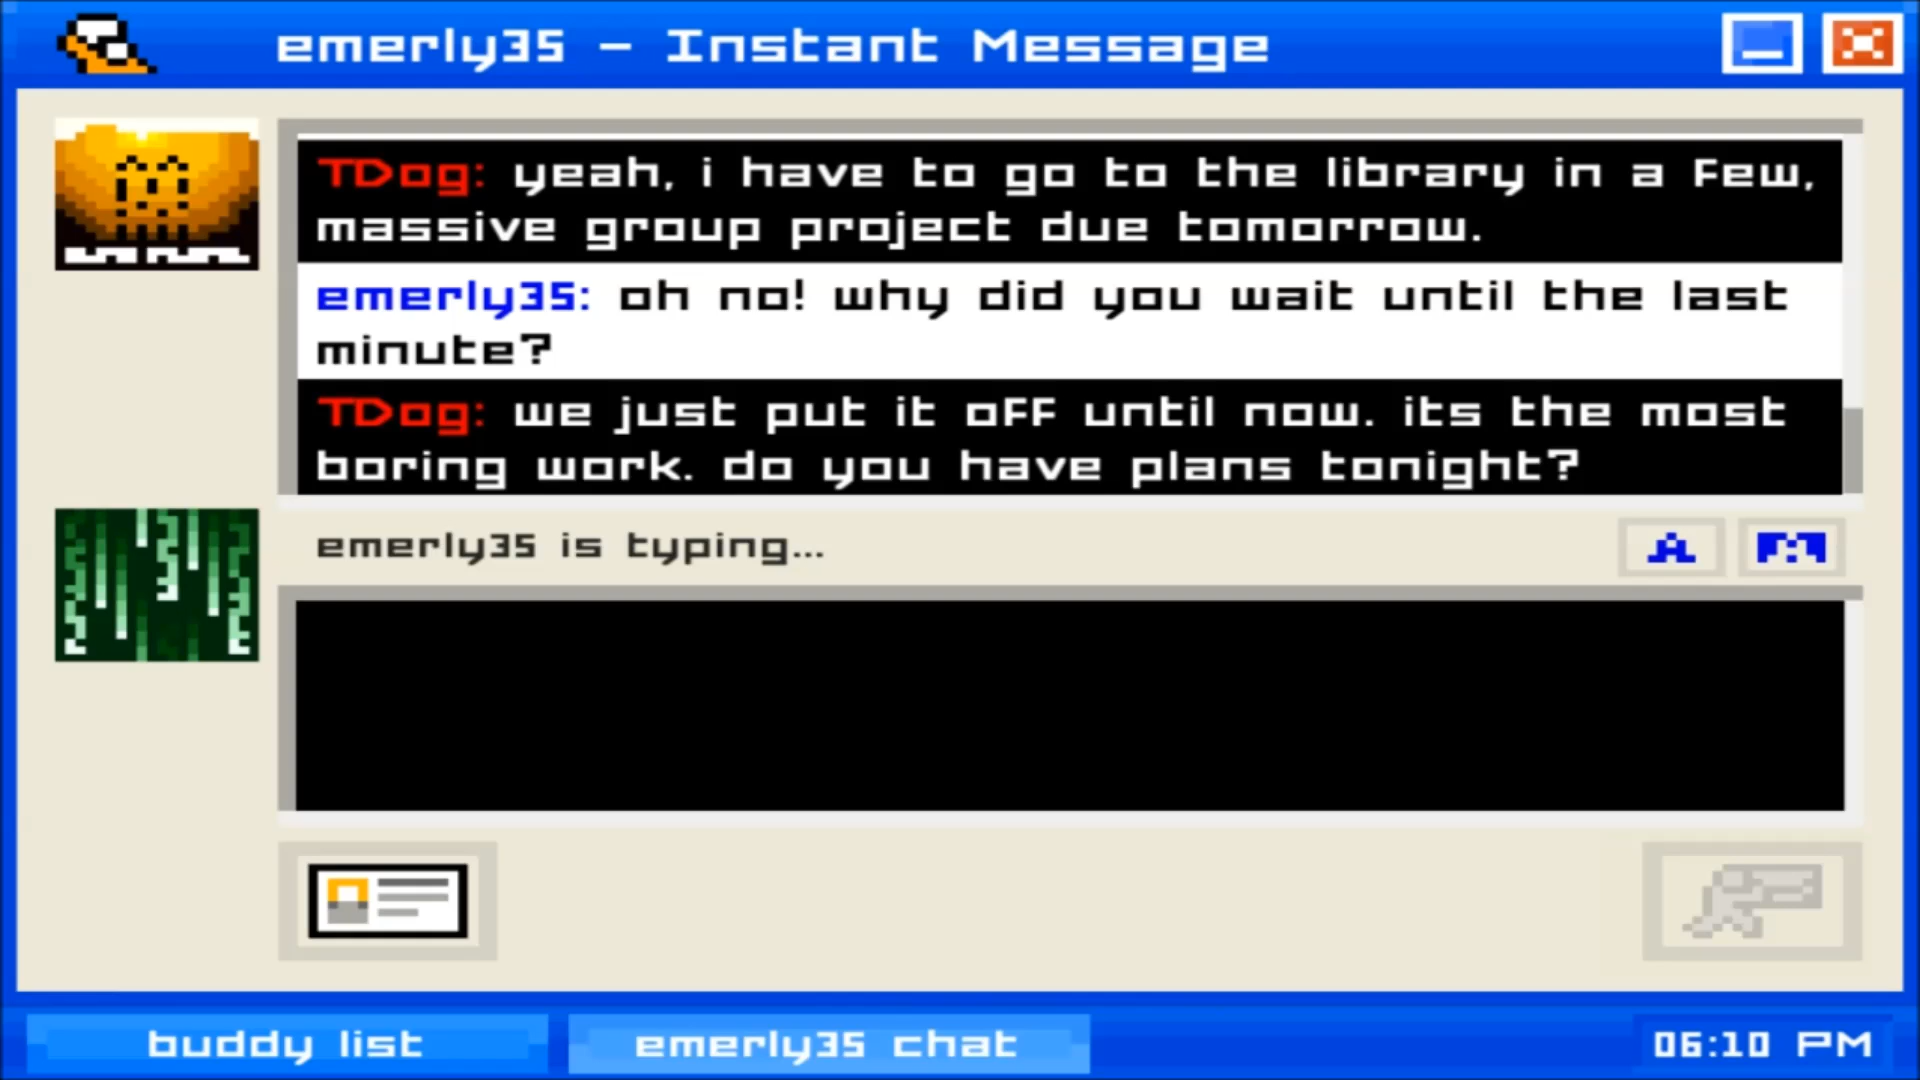 emerly35 - Instant Message
TDog: yeah, i have to go to the library in a few,
massive group project due tomorrow.
emerly35: oh no! why did you wait until the last
minute?
TDog: we just put it off until now. its the most
boring work. do you have plans tonight?
emerly35 is typing...
A A
buddy list
emerly35 chat
06:10 PM